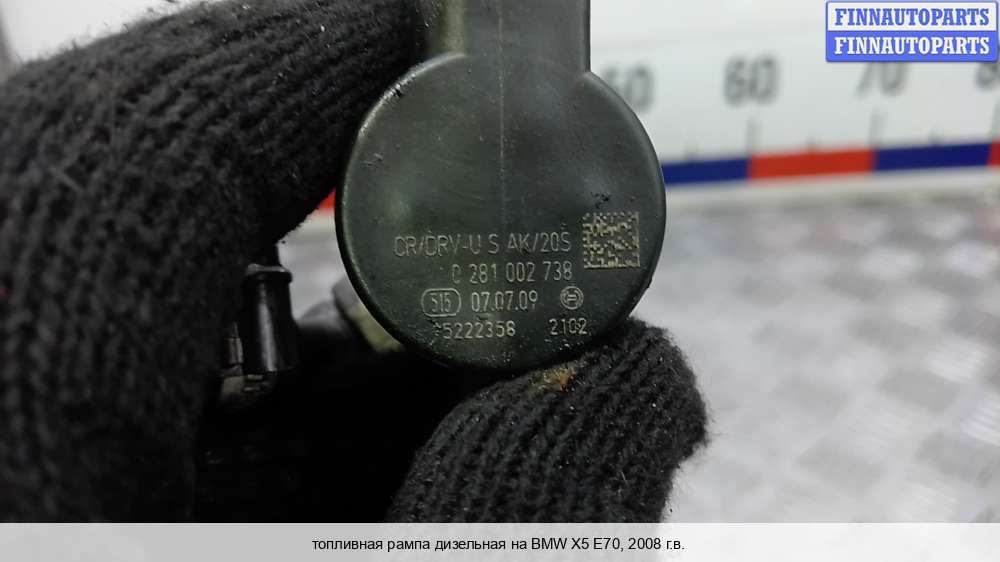 FINNAUTOPARTS
FINNAUTOPARTS
60 70
CR/DRV-U S AK/20S
0 281 002 738
515 07.07.09
5222358 2102
топливная рампа дизельная на BMW X5 E70, 2008 г.в.